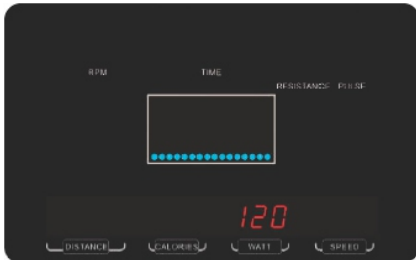 RPM TIME
RESISTANCE PULSE
120
DISTANCE CALORIES WATT SPEED